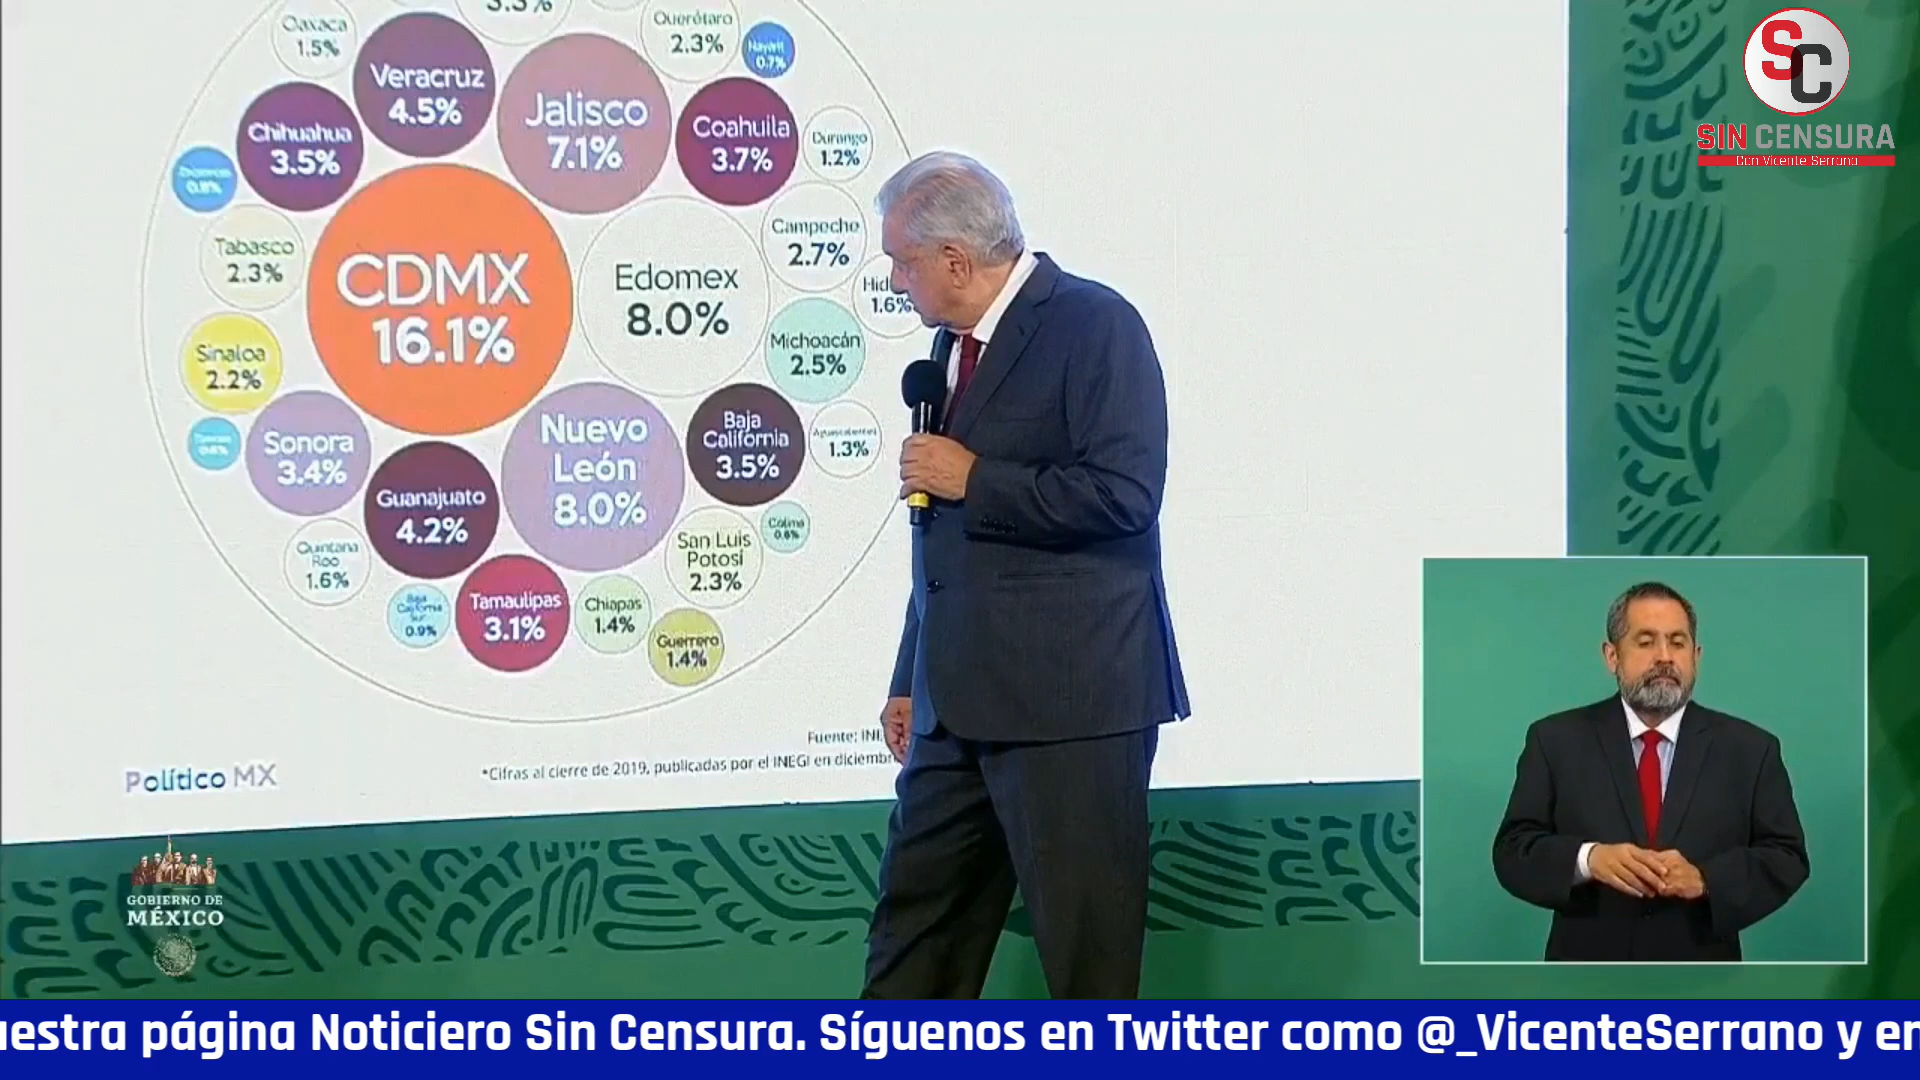 3.3%
Oaxaca
1.5%
Querétaro
2.3%
Nayarit
0.7%
Veracruz
4.5%
Jalisco
7.1%
Coahuila
3.7%
Durango
1.2%
Chihuahua
3.5%
0.8%
Campeche
2.7%
Tabasco
2.3%
CDMX
16.1%
Edomex
8.0%
Hid
1.6%
Michoacán
2.5%
Sinaloa
2.2%
Baja
California
3.5%
Nuevo
León
8.0%
Aguascalientes
1.3%
Sonora
3.4%
Guanajuato
4.2%
Colima
0.6%
San Luis
Potosí
2.3%
Quintana
Roo
1.6%
Baja
California
Sur
0.9%
Tamaulipas
3.1%
Chiapas
1.4%
Guerrero
1.4%
Fuente: INE
*Cifras al cierre de 2019, publicadas por el INEGI en diciembr
Político MX
GOBIERNO DE
MÉXICO
SC
SIN CENSURA
Con Vicente Serrano
uestra página Noticiero Sin Censura. Síguenos en Twitter como @_VicenteSerrano y en